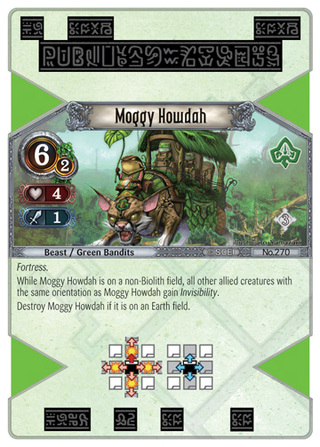 Moggy Howdah
6
2
4
1
3
Beast / Green Bandits
No.270
Fortress.
While Moggy Howdah is on a non-Biolith field, all other allied creatures with
the same orientation as Moggy Howdah gain Invisibility.
Destroy Moggy Howdah if it is on an Earth field.